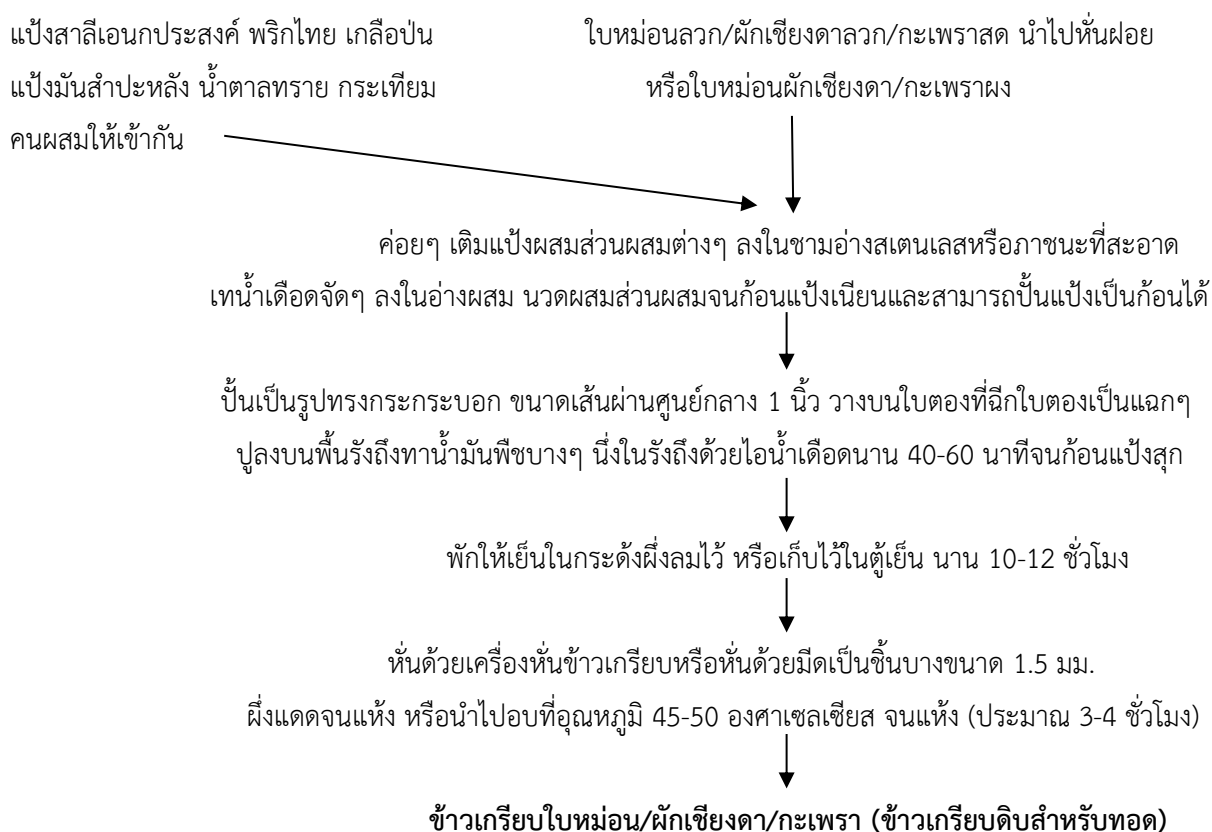 แป้งสาลีเอนกประสงค์ พริกไทย เกลือป่น
แป้งมันสำปะหลัง น้ำตาลทราย กระเทียม
คนผสมให้เข้ากัน
ใบหม่อนลวก/ผักเชียงดาลวก/กะเพราสด นำไปหั่นฝอย
หรือใบหม่อนผักเชียงดา/กะเพราผง
ค่อยๆ เติมแป้งผสมส่วนผสมต่างๆ ลงในชามอ่างสเตนเลสหรือภาชนะที่สะอาด
เทน้ำเดือดจัดๆ ลงในอ่างผสม นวดผสมส่วนผสมจนก้อนแป้งเนียนและสามารถปั้นแป้งเป็นก้อนได้
ปั้นเป็นรูปทรงกระกระบอก ขนาดเส้นผ่านศูนย์กลาง 1 นิ้ว วางบนใบตองที่ฉีกใบตองเป็นแฉกๆ
ปูลงบนพื้นรังถึงทาน้ำมันพืชบางๆ นึ่งในรังถึงด้วยไอน้ำเดือดนาน 40-60 นาทีจนก้อนแป้งสุก
พักให้เย็นในกระด้งผึ่งลมไว้ หรือเก็บไว้ในตู้เย็น นาน 10-12 ชั่วโมง
หั่นด้วยเครื่องหั่นข้าวเกรียบหรือหั่นด้วยมีดเป็นชิ้นบางขนาด 1.5 มม.
ผึ่งแดดจนแห้ง หรือนำไปอบที่อุณหภูมิ 45-50 องศาเซลเซียส จนแห้ง (ประมาณ 3-4 ชั่วโมง)
ข้าวเกรียบใบหม่อน/ผักเชียงดา/กะเพรา (ข้าวเกรียบดิบสำหรับทอด)